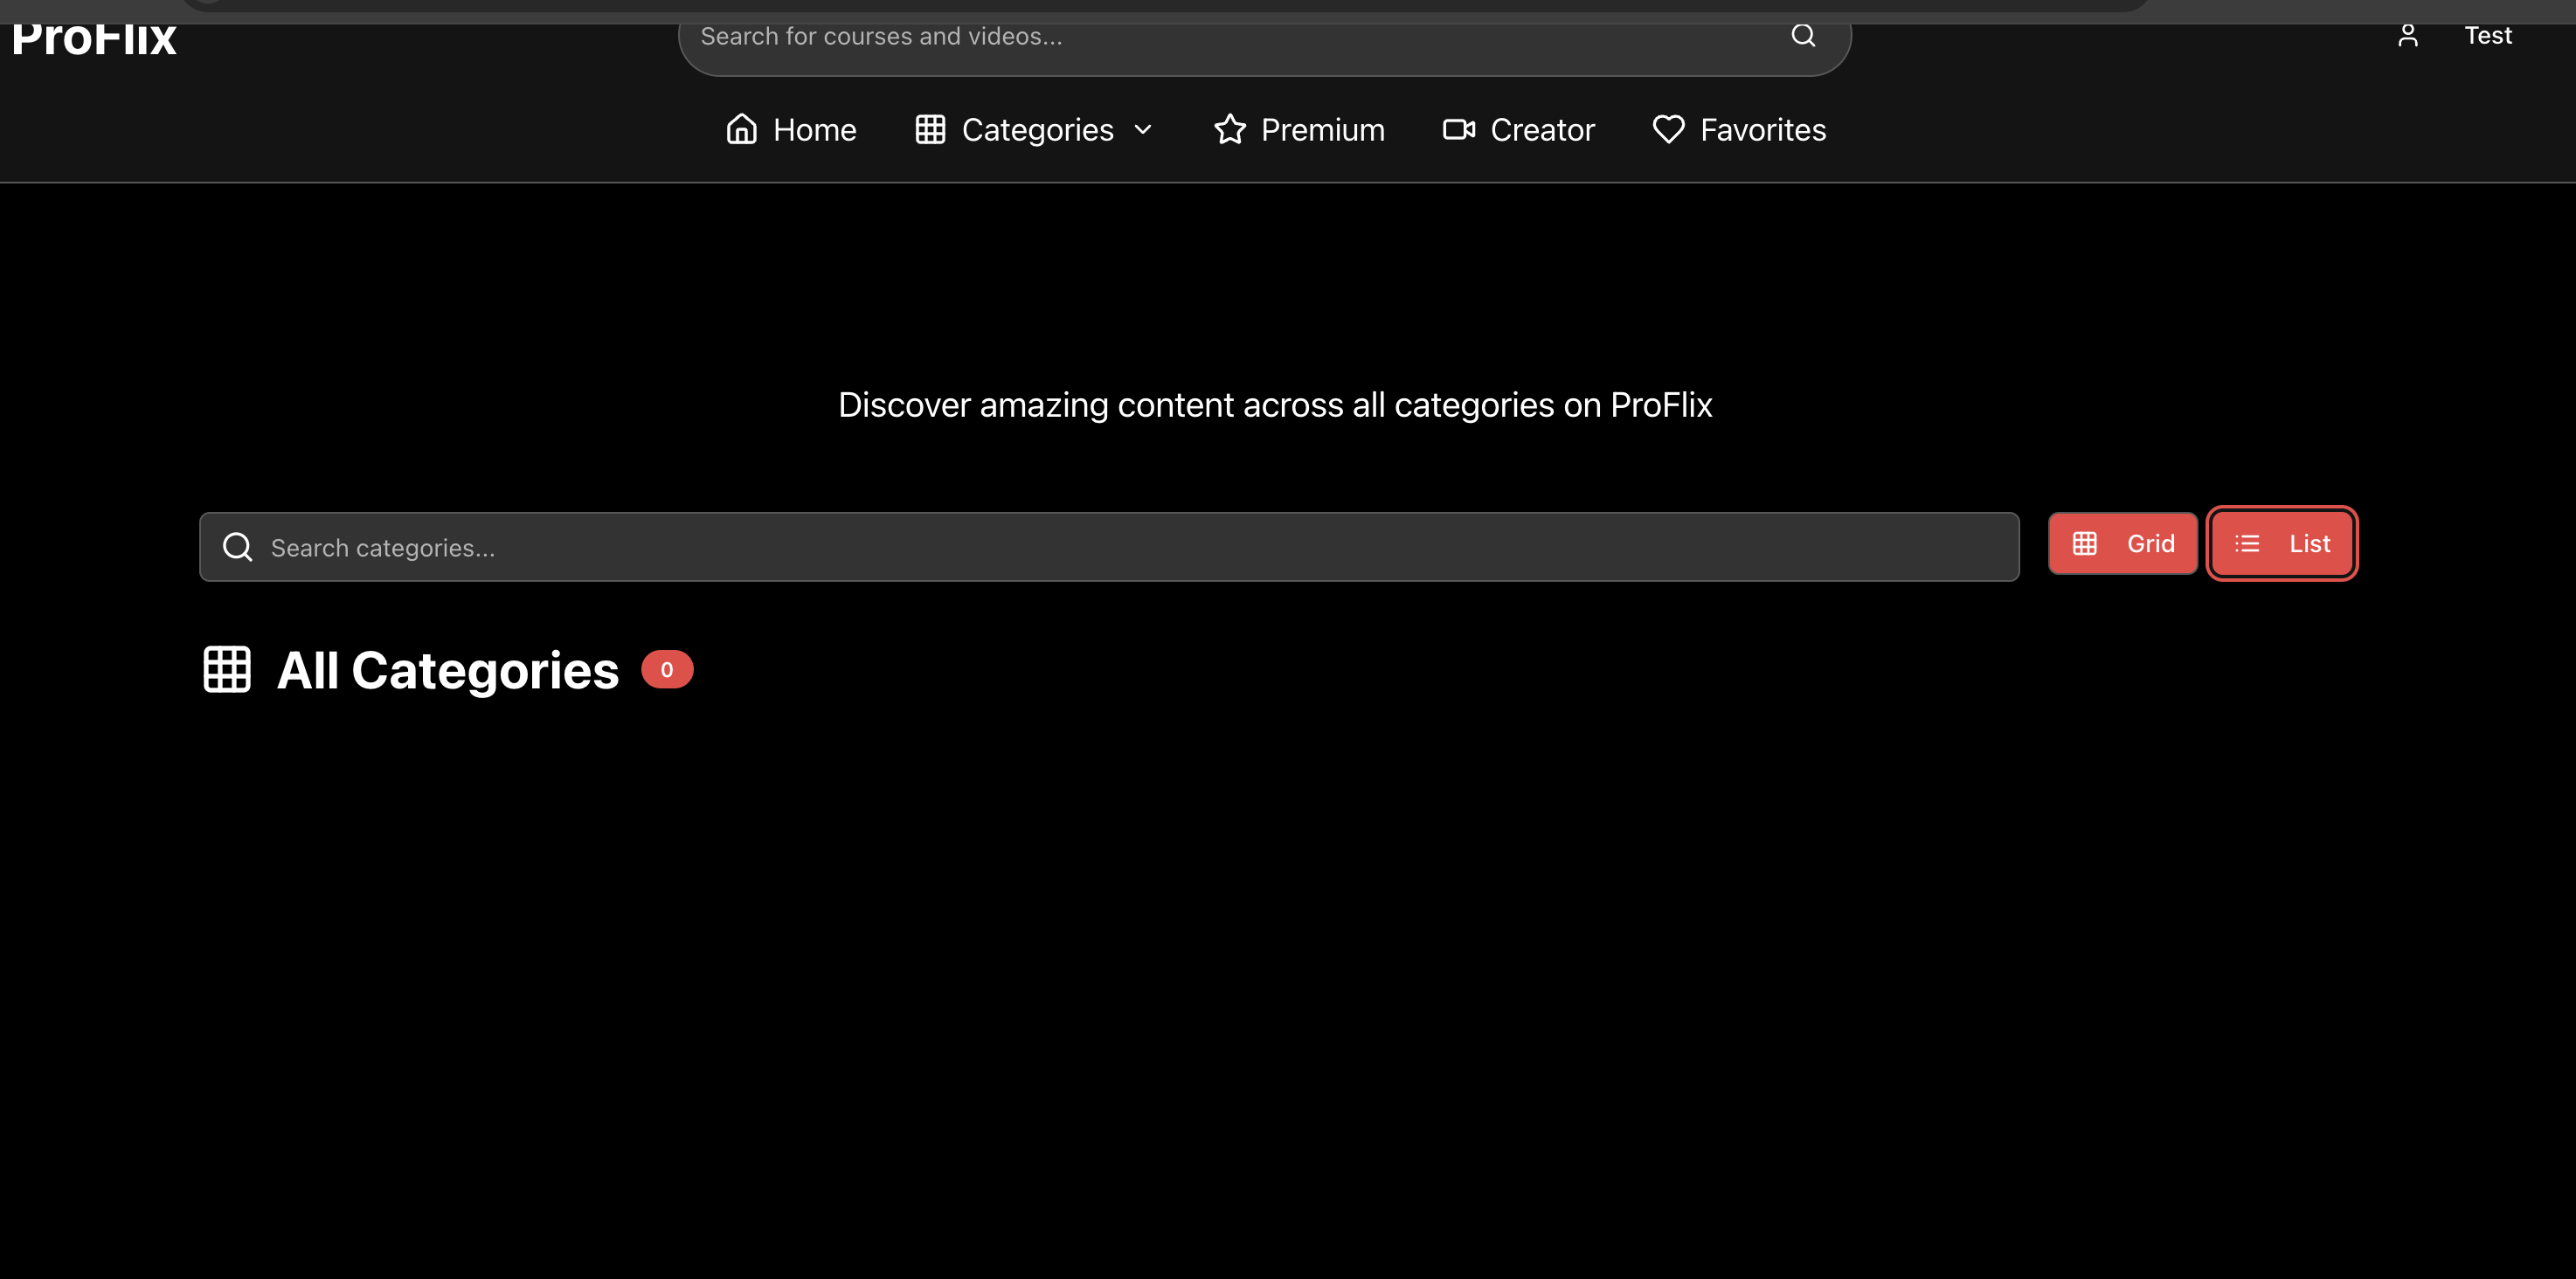 ProFlix
Search for courses and videos...
Test
Home
Categories
Premium
Creator
Favorites
Discover amazing content across all categories on ProFlix
Search categories...
Grid
List
All Categories 0